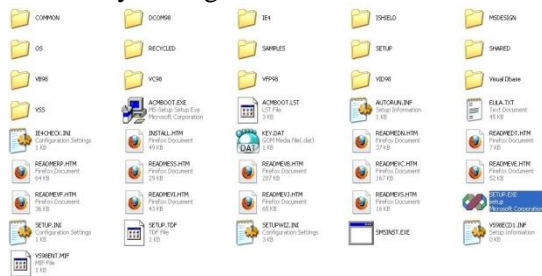 COMMON
DCOM98
IE4
ISHIELD
MSDESIGN
OS
RECYCLED
SAMPLES
SETUP
SHARED
VB98
VC98
VFP98
VID98
Visual Dbase
VSS
ACMBOOT.EXE
MS-Setup Setup Exe
Microsoft Corporation
ACMBOOT.LST
LST File
3 KB
AUTORUN.INF
Setup Information
1 KB
EULA.TXT
Text Document
45 KB
IE4CHECK.INI
Configuration Settings
1 KB
INSTALL.HTM
Firefox Document
49 KB
KEY.DAT
GOM Media file(.dat)
1 KB
READMEDN.HTM
Firefox Document
37 KB
READMEDT.HTM
Firefox Document
7 KB
READMERP.HTM
Firefox Document
64 KB
READMESS.HTM
Firefox Document
29 KB
READMEVB.HTM
Firefox Document
207 KB
READMEVC.HTM
Firefox Document
167 KB
READMEVE.HTM
Firefox Document
52 KB
READMEVF.HTM
Firefox Document
36 KB
READMEVI.HTM
Firefox Document
43 KB
READMEVJ.HTM
Firefox Document
65 KB
READMEVS.HTM
Firefox Document
16 KB
SETUP.EXE
setup
Microsoft Corporation
SETUP.INI
Configuration Settings
1 KB
SETUP.TDF
TDF File
1 KB
SETUPWIZ.INI
Configuration Settings
3 KB
SMSINST.EXE
VS98ECD1.INF
Setup Information
0 KB
VS98ENT.MIF
MIF File
1 KB